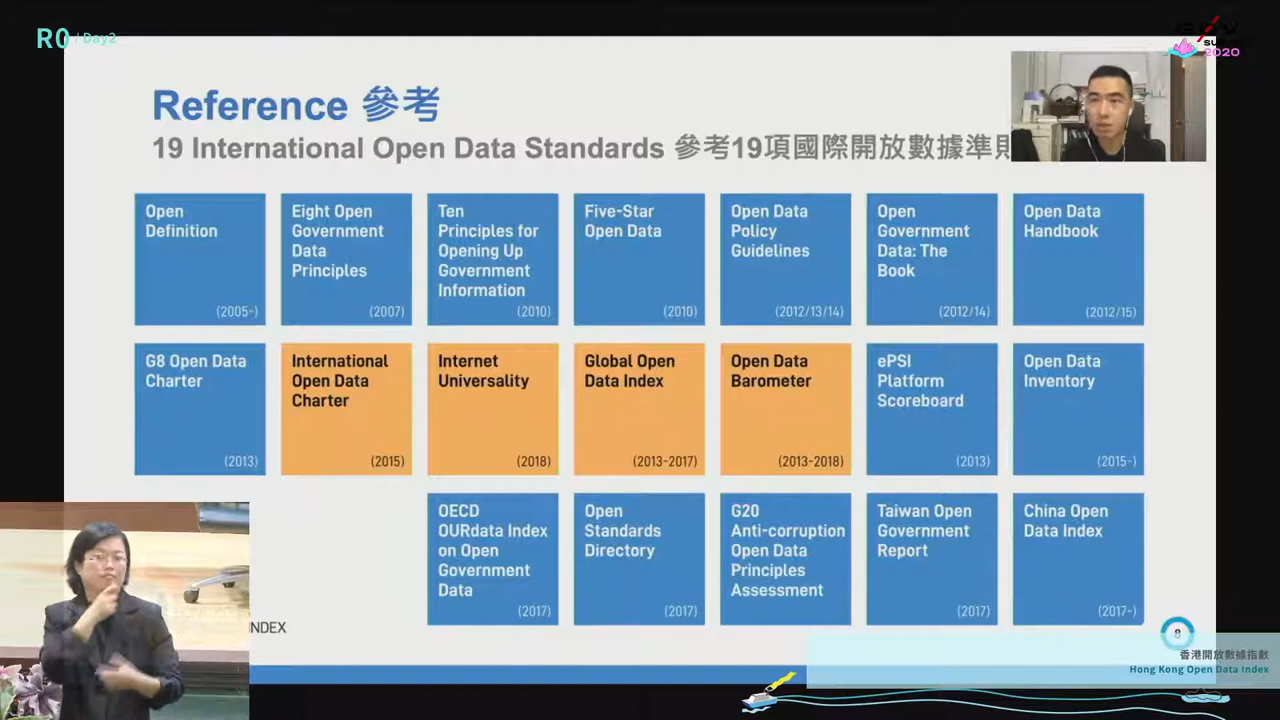 R0 / Day2
2020
Reference 參考
19 International Open Data Standards 參考19項國際開放數據準則
Open
Definition
(2005-)
Eight Open
Government
Data
Principles
(2007)
Ten
Principles for
Opening Up
Government
Information
(2010)
Five-Star
Open Data
(2010)
Open Data
Policy
Guidelines
(2012/13/14)
Open
Government
Data: The
Book
(2012/14)
Open Data
Handbook
(2012/15)
G8 Open Data
Charter
(2013)
International
Open Data
Charter
(2015)
Internet
Universality
(2018)
Global Open
Data Index
(2013-2017)
Open Data
Barometer
(2013-2018)
ePSI
Platform
Scoreboard
(2013)
Open Data
Inventory
(2015-)
OECD
OURdata Index
on Open
Government
Data
(2017)
Open
Standards
Directory
(2017)
G20
Anti-corruption
Open Data
Principles
Assessment
Taiwan Open
Government
Report
(2017)
China Open
Data Index
(2017-)
NDEX
8
香港開放數據指數
Hong Kong Open Data Index